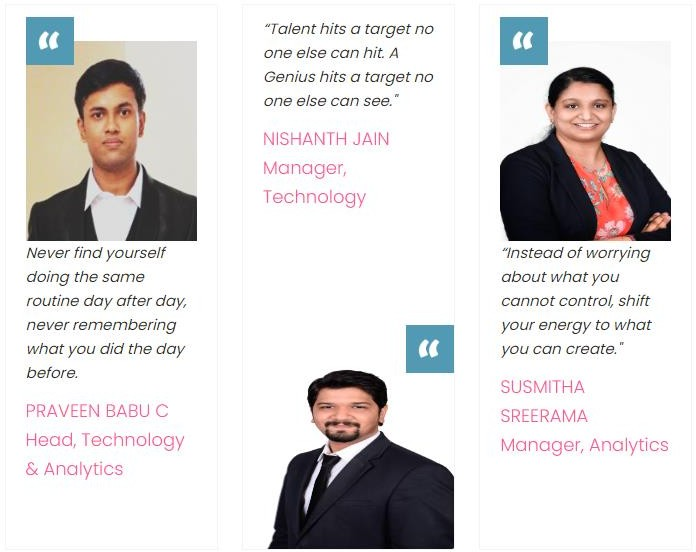 Never find yourself
doing the same
routine day after day,
never remembering
what you did the day
before.
PRAVEEN BABU C
Head, Technology
& Analytics
“Talent hits a target no
one else can hit. A
Genius hits a target no
one else can see."
NISHANTH JAIN
Manager,
Technology
“Instead of worrying
about what you
cannot control, shift
your energy to what
you can create."
SUSMITHA
SREERAMA
Manager, Analytics